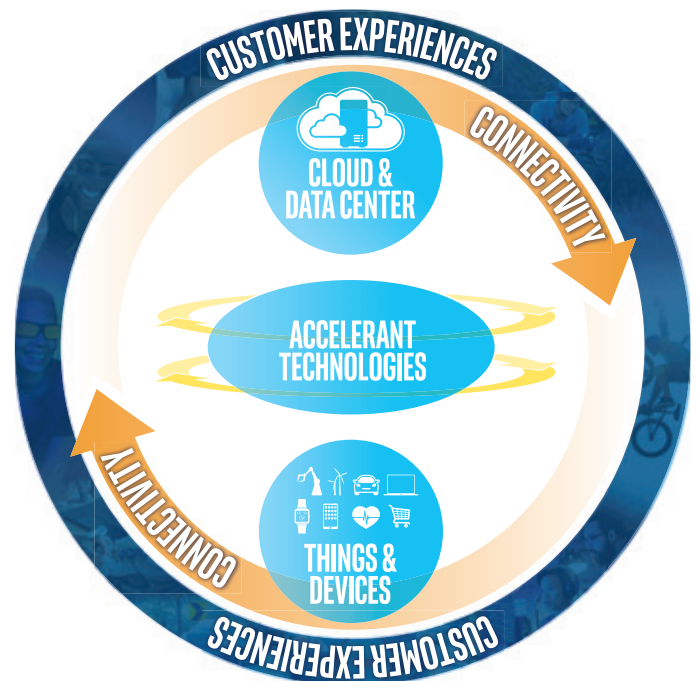 CUSTOMER EXPERIENCES
CONNECTIVITY
CLOUD &
DATA CENTER
ACCELERANT
TECHNOLOGIES
THINGS &
DEVICES
CONNECTIVITY
CUSTOMER EXPERIENCES